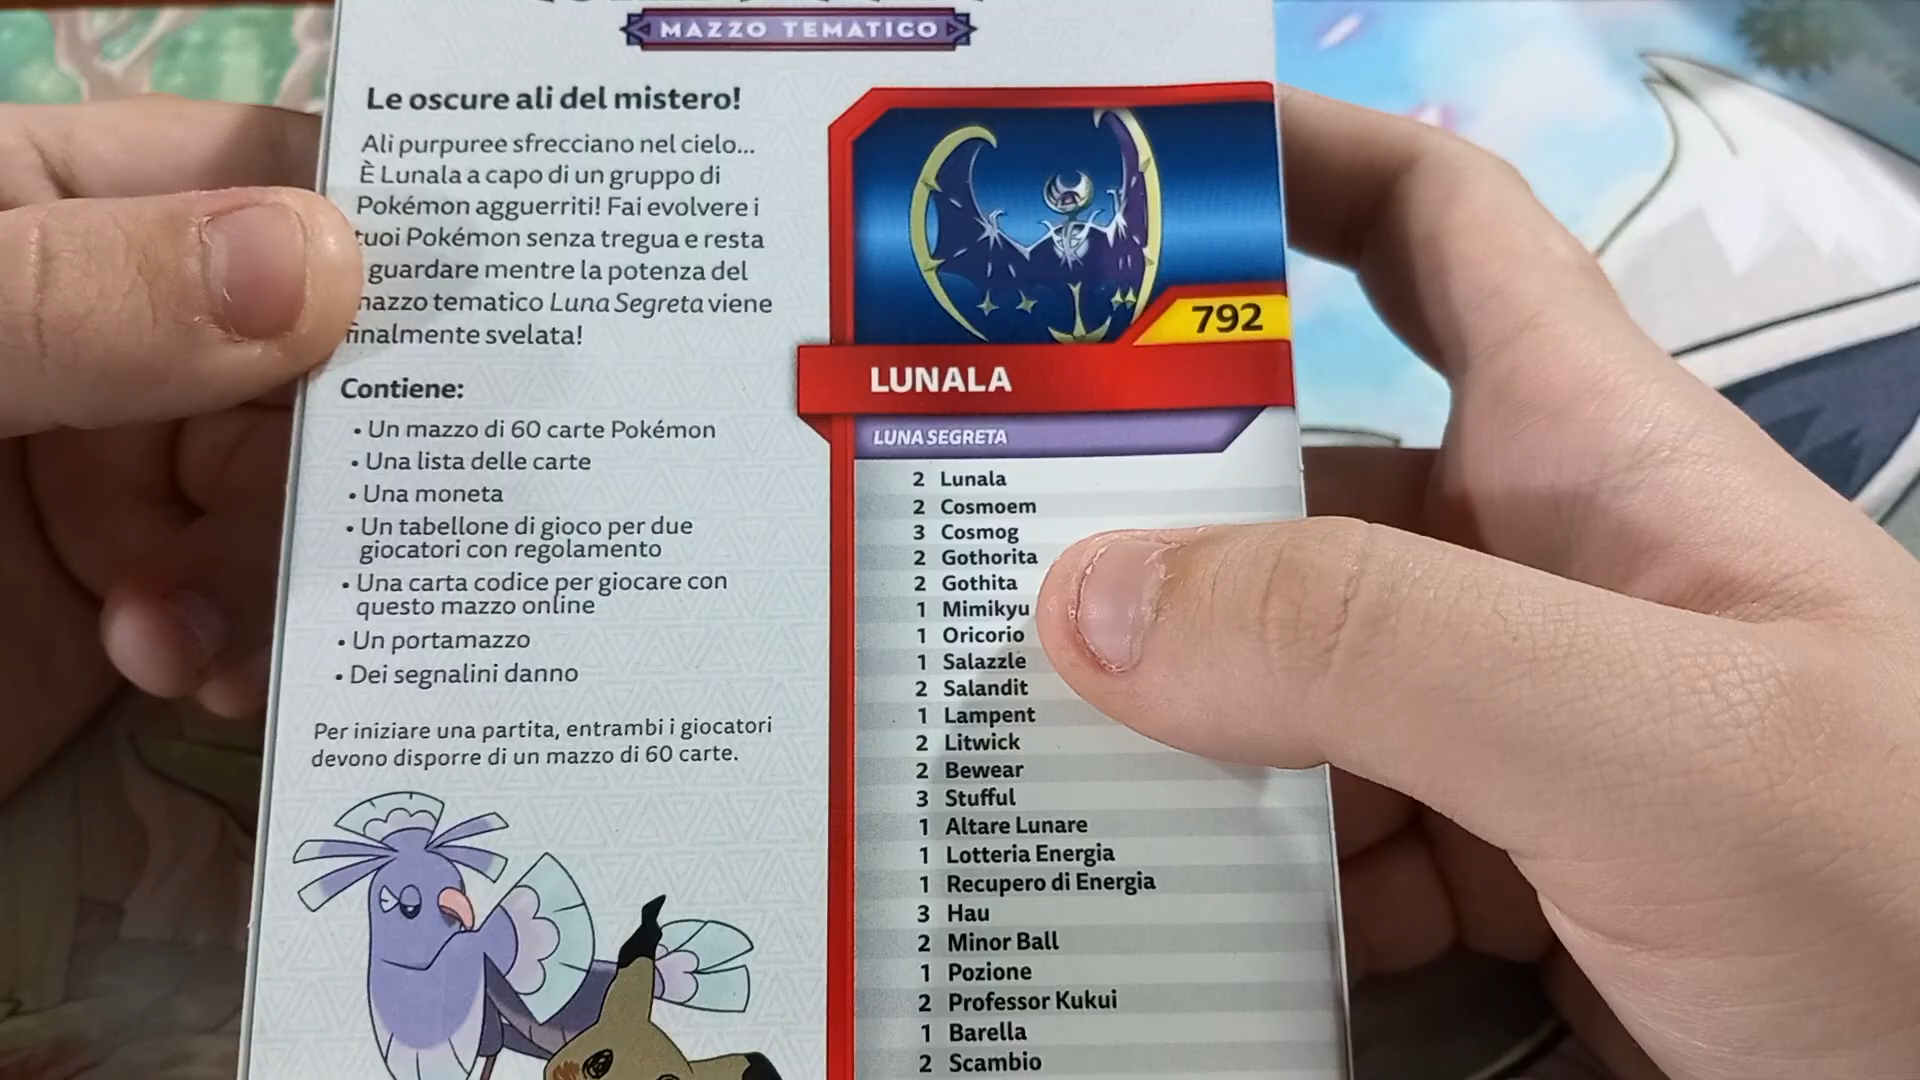 MAZZO TEMATICO
Le oscure ali del mistero!
Ali purpuree sfrecciano nel cielo...
È Lunala a capo di un gruppo di
Pokémon agguerriti! Fai evolvere i
tuoi Pokémon senza tregua e resta
guardare mentre la potenza del
mazzo tematico Luna Segreta viene
finalmente svelata!
Contiene:
• Un mazzo di 60 carte Pokémon
• Una lista delle carte
• Una moneta
• Un tabellone di gioco per due
giocatori con regolamento
• Una carta codice per giocare con
questo mazzo online
• Un portamazzo
• Dei segnalini danno
Per iniziare una partita, entrambi i giocatori
devono disporre di un mazzo di 60 carte.
792
LUNALA
LUNA SEGRETA
2 Lunala
2 Cosmoem
3 Cosmog
2 Gothorita
2 Gothita
1 Mimikyu
1 Oricorio
1 Salazzle
2 Salandit
1 Lampent
2 Litwick
2 Bewear
3 Stufful
1 Altare Lunare
1 Lotteria Energia
1 Recupero di Energia
3 Hau
2 Minor Ball
1 Pozione
2 Professor Kukui
1 Barella
2 Scambio